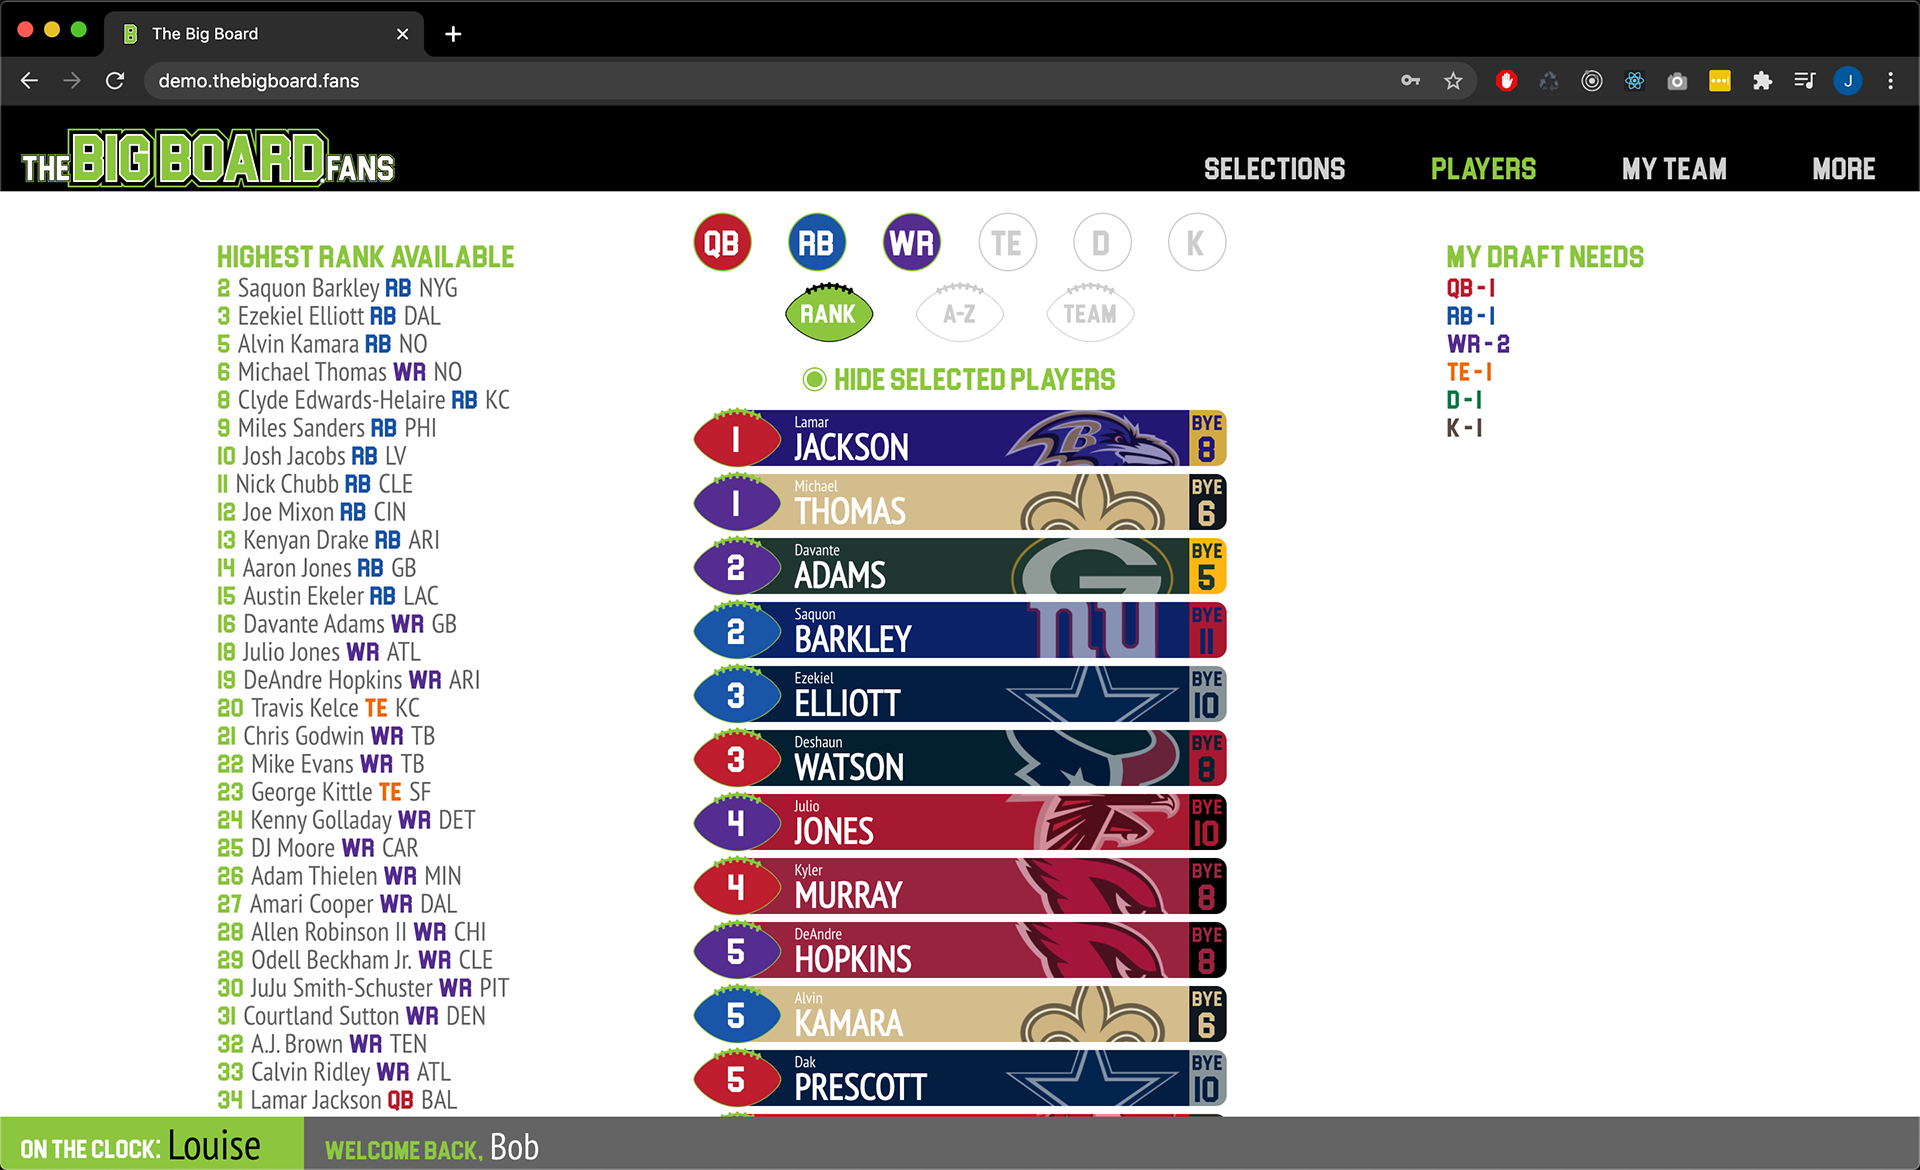 The Big Board
demo.thebigboard.fans
J
THE BIG BOARD.FANS
SELECTIONS PLAYERS MY TEAM MORE
HIGHEST RANK AVAILABLE
2 Saquon Barkley RB NYG
3 Ezekiel Elliott RB DAL
5 Alvin Kamara RB NO
6 Michael Thomas WR NO
8 Clyde Edwards-Helaire RB KC
9 Miles Sanders RB PHI
10 Josh Jacobs RB LV
11 Nick Chubb RB CLE
12 Joe Mixon RB CIN
13 Kenyan Drake RB ARI
14 Aaron Jones RB GB
15 Austin Ekeler RB LAC
16 Davante Adams WR GB
18 Julio Jones WR ATL
19 DeAndre Hopkins WR ARI
20 Travis Kelce TE KC
21 Chris Godwin WR TB
22 Mike Evans WR TB
23 George Kittle TE SF
24 Kenny Golladay WR DET
25 DJ Moore WR CAR
26 Adam Thielen WR MIN
27 Amari Cooper WR DAL
28 Allen Robinson II WR CHI
29 Odell Beckham Jr. WR CLE
30 JuJu Smith-Schuster WR PIT
31 Courtland Sutton WR DEN
32 A.J. Brown WR TEN
33 Calvin Ridley WR ATL
34 Lamar Jackson QB BAL
QB RB WR TE D K
RANK A-Z TEAM
HIDE SELECTED PLAYERS
1 Lamar JACKSON B BYE 8
1 Michael THOMAS BYE 6
2 Davante ADAMS G BYE 5
2 Saquon BARKLEY ny BYE 11
3 Ezekiel ELLIOTT BYE 10
3 Deshaun WATSON BYE 8
4 Julio JONES BYE 10
4 Kyler MURRAY BYE 8
5 DeAndre HOPKINS BYE 8
5 Alvin KAMARA BYE 6
5 Dak PRESCOTT BYE 10
MY DRAFT NEEDS
QB - 1
RB - 1
WR - 2
TE - 1
D - 1
K - 1
ON THE CLOCK: Louise
WELCOME BACK, Bob